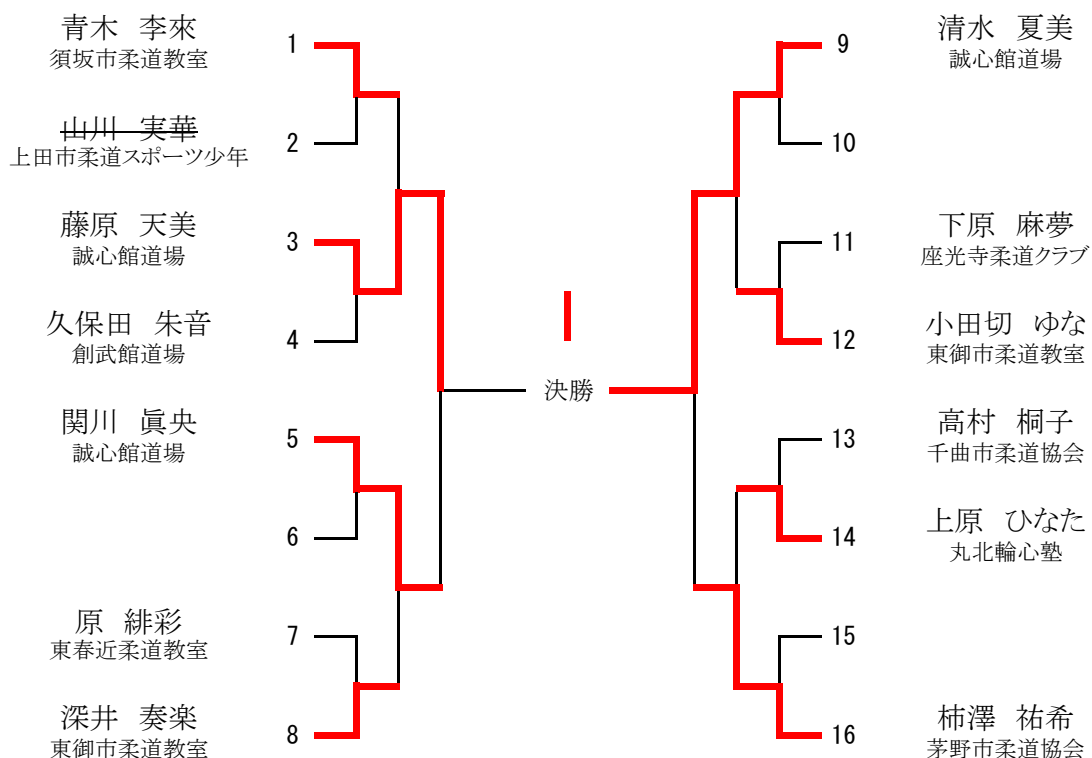 青木　李來
須坂市柔道教室
1
山川　実華
上田市柔道スポーツ少年
2
藤原　天美
誠心館道場
3
久保田　朱音
創武館道場
4
関川　眞央
誠心館道場
5
6
原　緋彩
東春近柔道教室
7
深井　奏楽
東御市柔道教室
8
決勝
清水　夏美
誠心館道場
9
10
下原　麻夢
座光寺柔道クラブ
11
小田切　ゆな
東御市柔道教室
12
高村　桐子
千曲市柔道協会
13
上原　ひなた
丸北輪心塾
14
15
柿澤　祐希
茅野市柔道協会
16